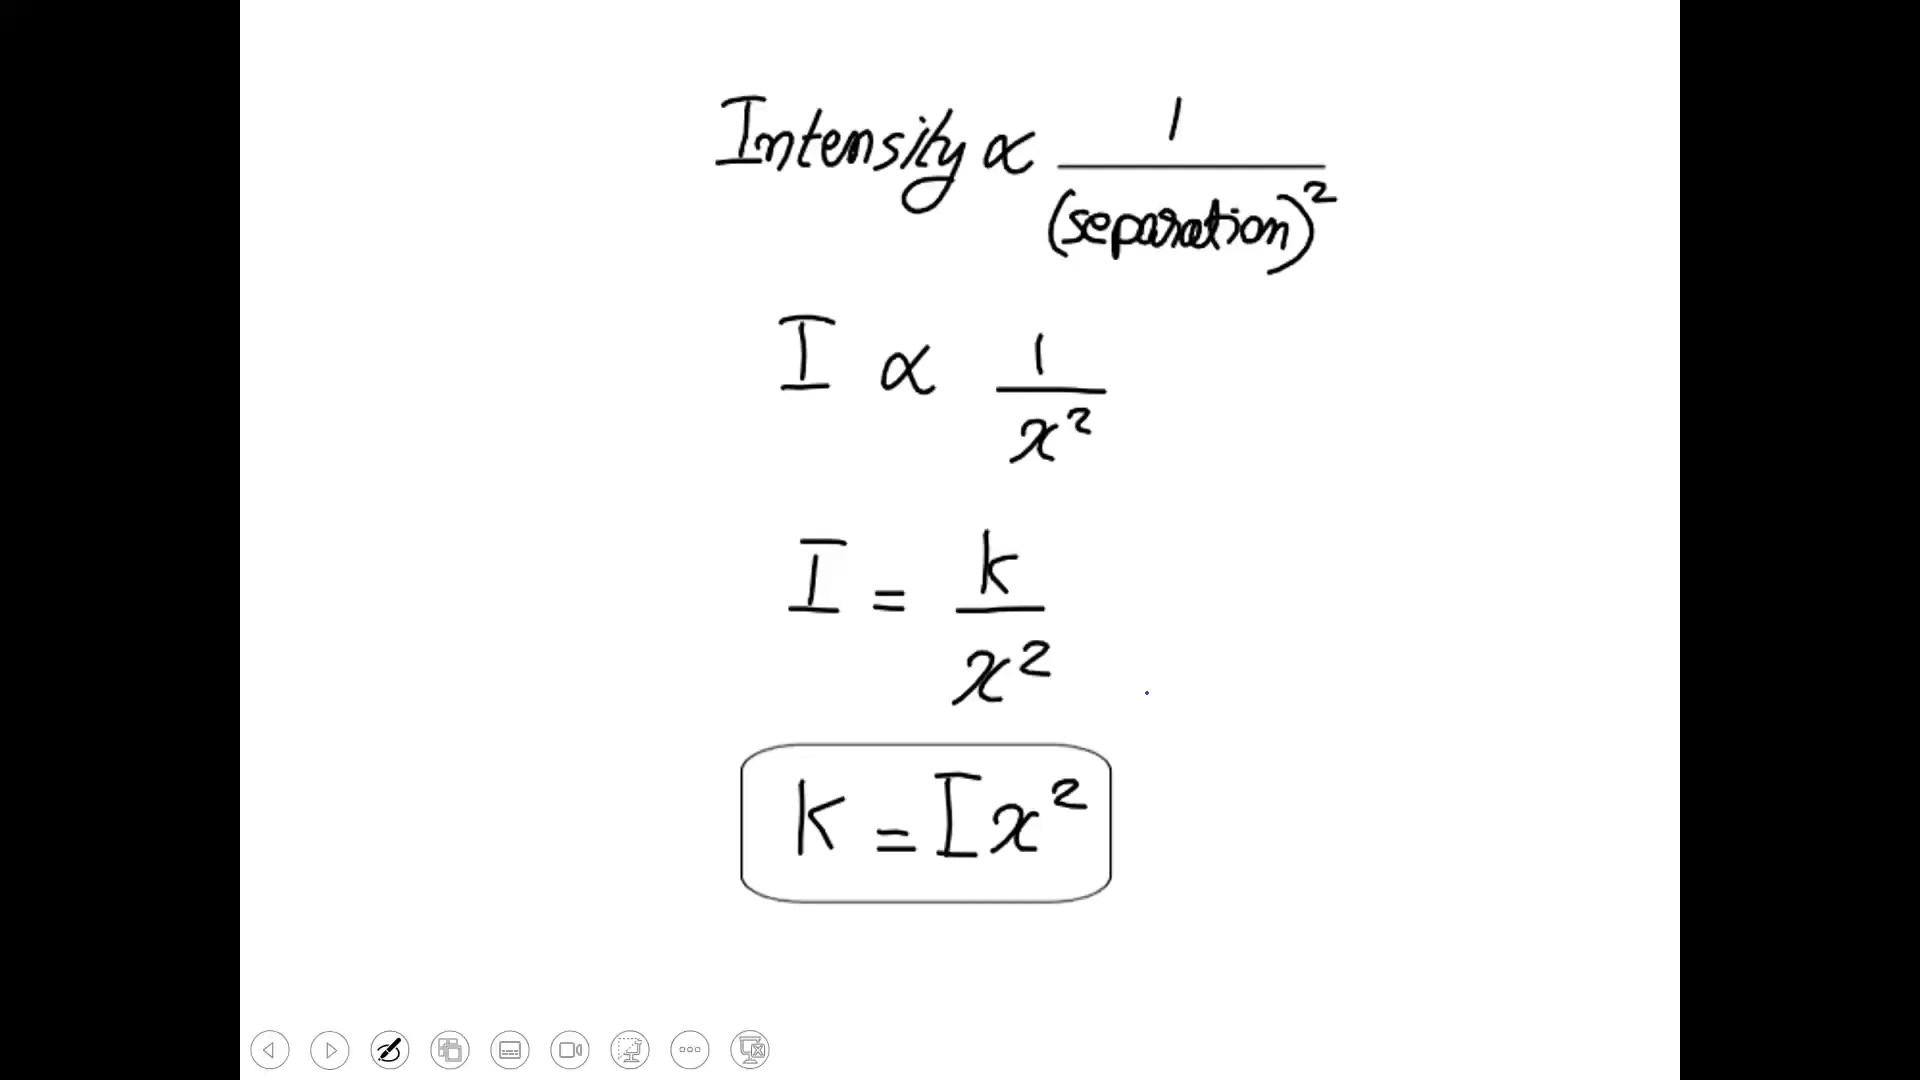 Intensity ∝ 1/(separation)²
I ∝ 1/x²
I = k/x²
k = Ix²